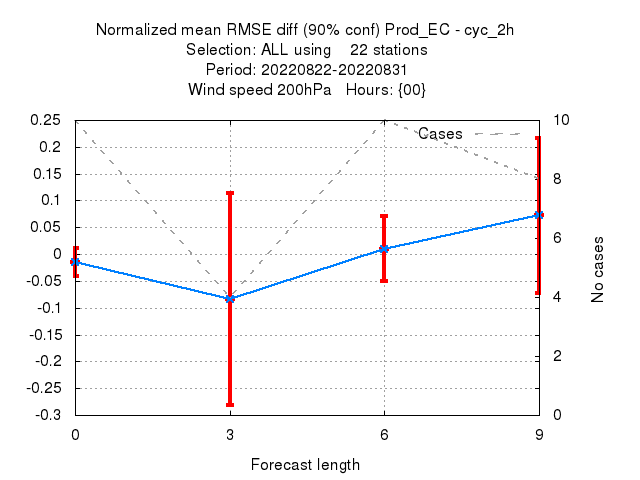 Normalized mean RMSE diff (90% conf) Prod_EC - cyc_2h
Selection: ALL using    22 stations
Period: 20220822-20220831
Wind speed 200hPa   Hours: {00}
Cases
0.25
0.2
0.15
0.1
0.05
0
-0.05
-0.1
-0.15
-0.2
-0.25
-0.3
10
8
6
4
2
0
No cases
0 3 6 9
Forecast length